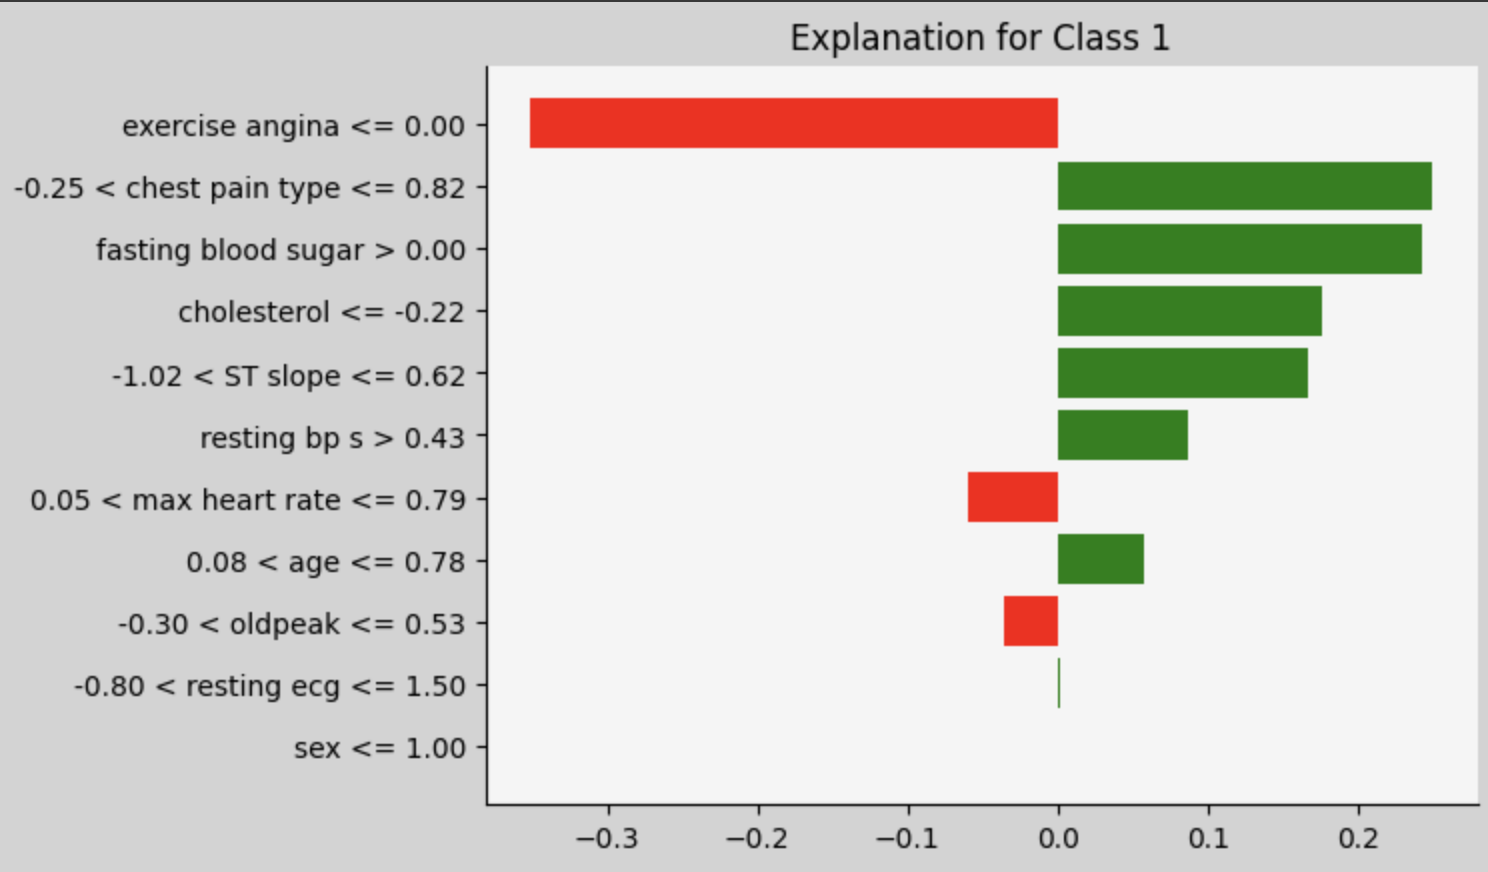 Explanation for Class 1
exercise angina <= 0.00
-0.25 < chest pain type <= 0.82
fasting blood sugar > 0.00
cholesterol <= -0.22
-1.02 < ST slope <= 0.62
resting bp s > 0.43
0.05 < max heart rate <= 0.79
0.08 < age <= 0.78
-0.30 < oldpeak <= 0.53
-0.80 < resting ecg <= 1.50
sex <= 1.00
−0.3 −0.2 −0.1 0.0 0.1 0.2